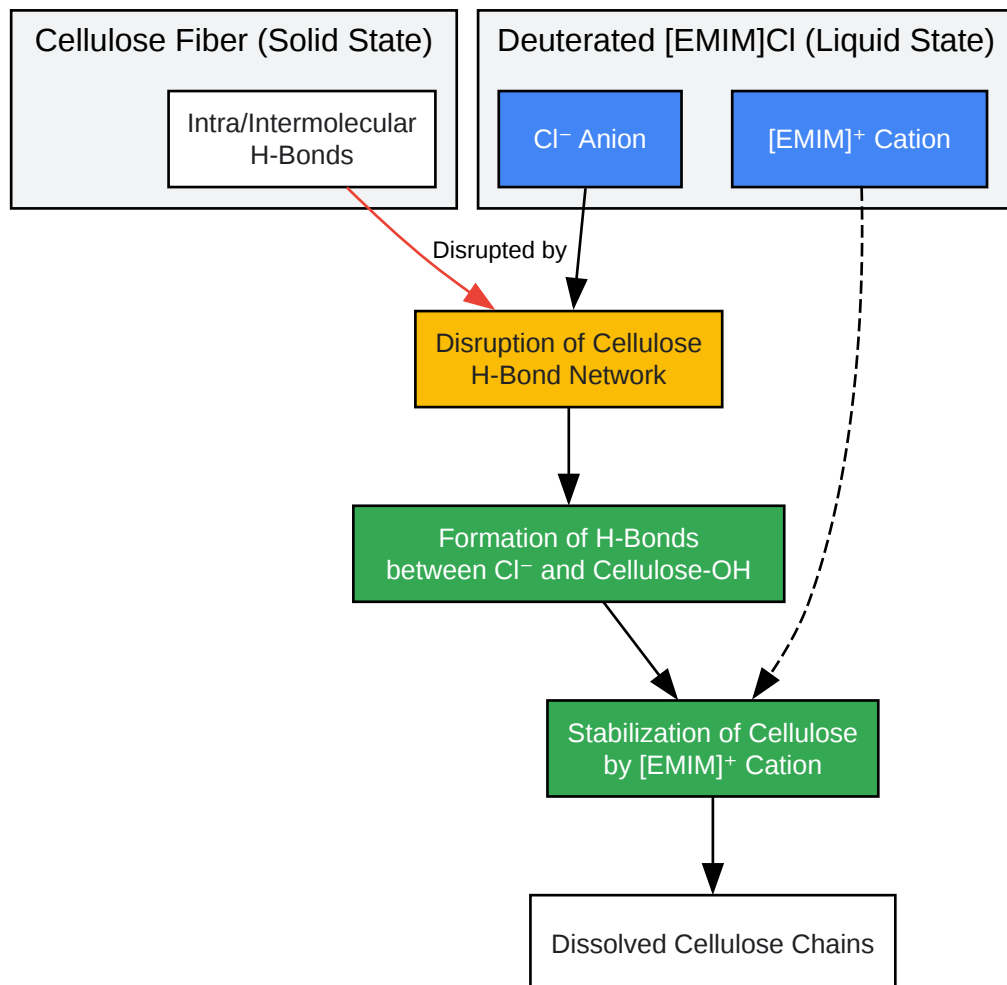 Cellulose Fiber (Solid State)
Deuterated [EMIM]Cl (Liquid State)
Intra/Intermolecular
H-Bonds
Cl⁻ Anion
[EMIM]⁺ Cation
Disrupted by
Disruption of Cellulose
H-Bond Network
Formation of H-Bonds
between Cl⁻ and Cellulose-OH
Stabilization of Cellulose
by [EMIM]⁺ Cation
Dissolved Cellulose Chains